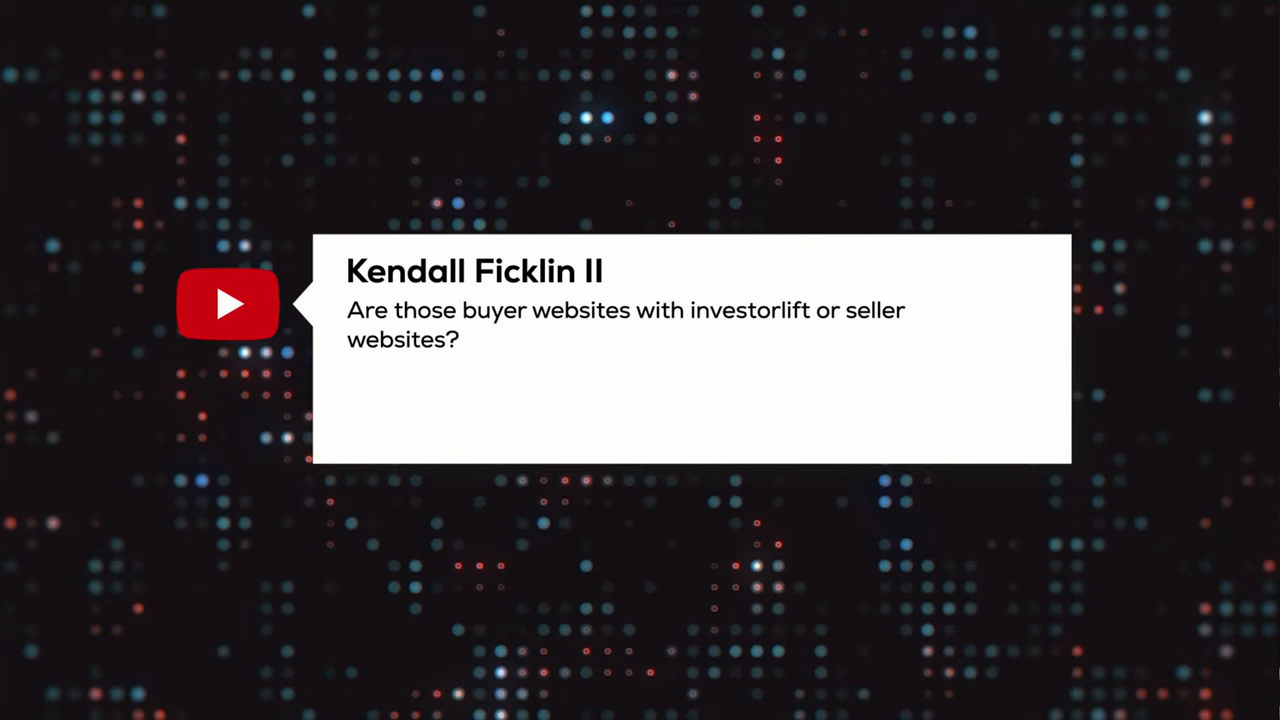 Kendall Ficklin II
Are those buyer websites with investorlift or seller
websites?